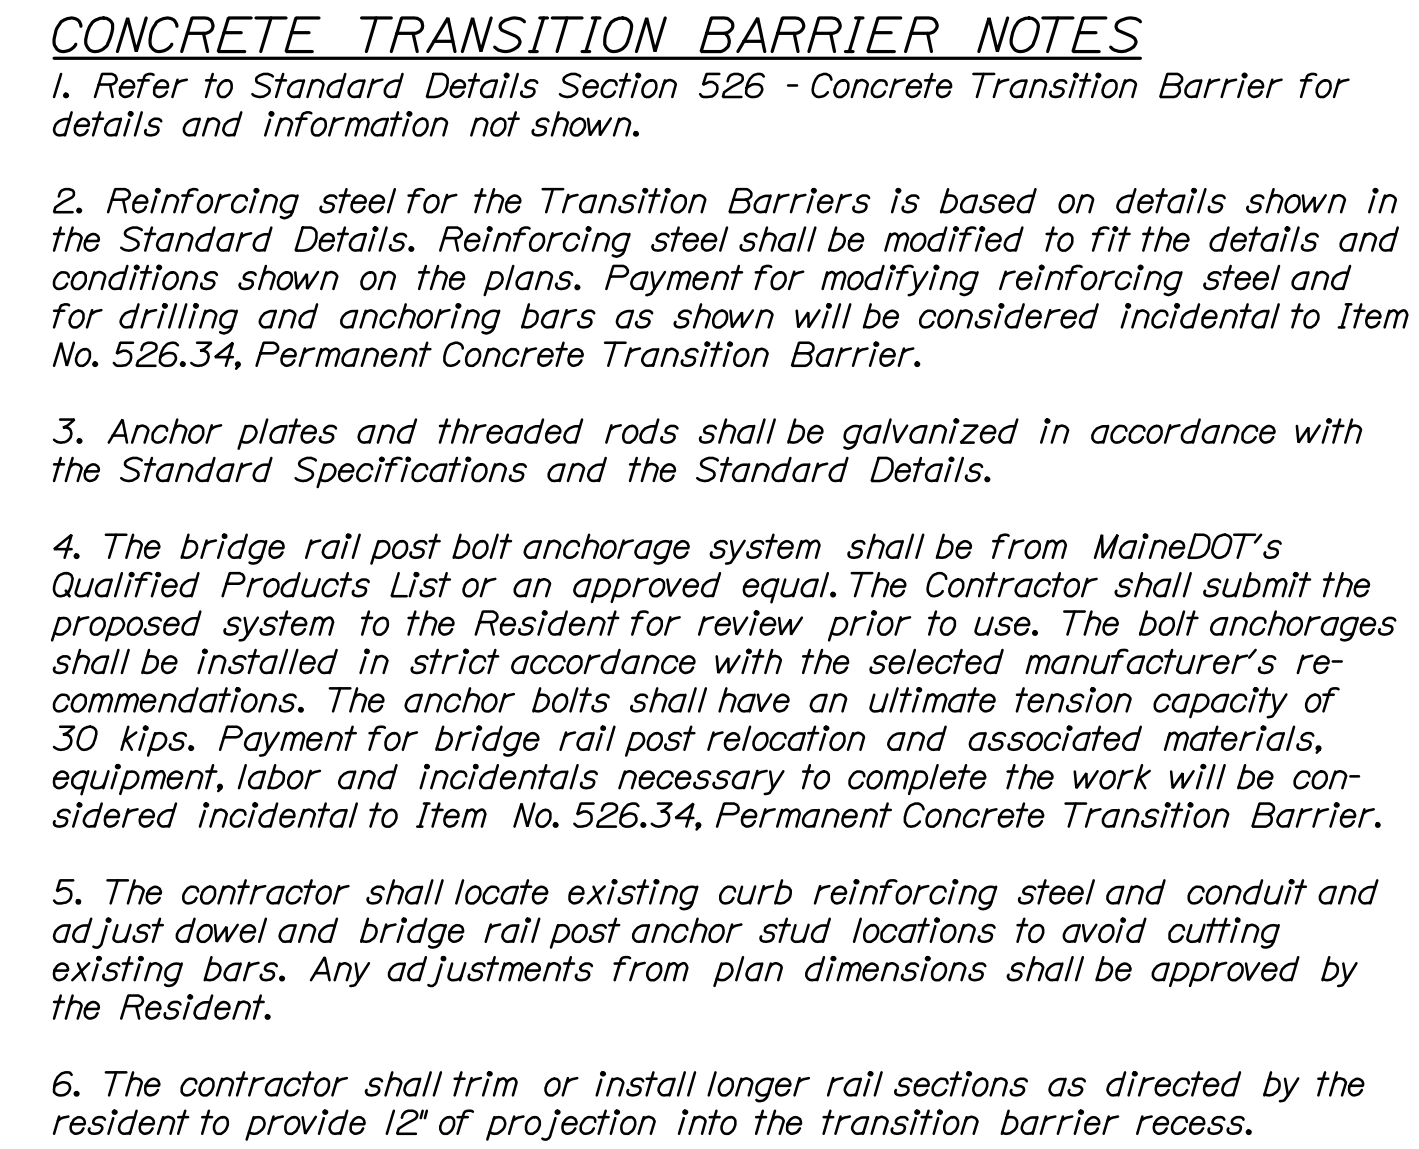 CONCRETE TRANSITION BARRIER NOTES
1. Refer to Standard Details Section 526 - Concrete Transition Barrier for
details and information not shown.
2. Reinforcing steel for the Transition Barriers is based on details shown in
the Standard Details. Reinforcing steel shall be modified to fit the details and
conditions shown on the plans. Payment for modifying reinforcing steel and
for drilling and anchoring bars as shown will be considered incidental to Item
No. 526.34, Permanent Concrete Transition Barrier.
3. Anchor plates and threaded rods shall be galvanized in accordance with
the Standard Specifications and the Standard Details.
4. The bridge rail post bolt anchorage system shall be from MaineDOT's
Qualified Products List or an approved equal. The Contractor shall submit the
proposed system to the Resident for review prior to use. The bolt anchorages
shall be installed in strict accordance with the selected manufacturer's re-
commendations. The anchor bolts shall have an ultimate tension capacity of
30 kips. Payment for bridge rail post relocation and associated materials,
equipment, labor and incidentals necessary to complete the work will be con-
sidered incidental to Item No. 526.34, Permanent Concrete Transition Barrier.
5. The contractor shall locate existing curb reinforcing steel and conduit and
adjust dowel and bridge rail post anchor stud locations to avoid cutting
existing bars. Any adjustments from plan dimensions shall be approved by
the Resident.
6. The contractor shall trim or install longer rail sections as directed by the
resident to provide 12" of projection into the transition barrier recess.